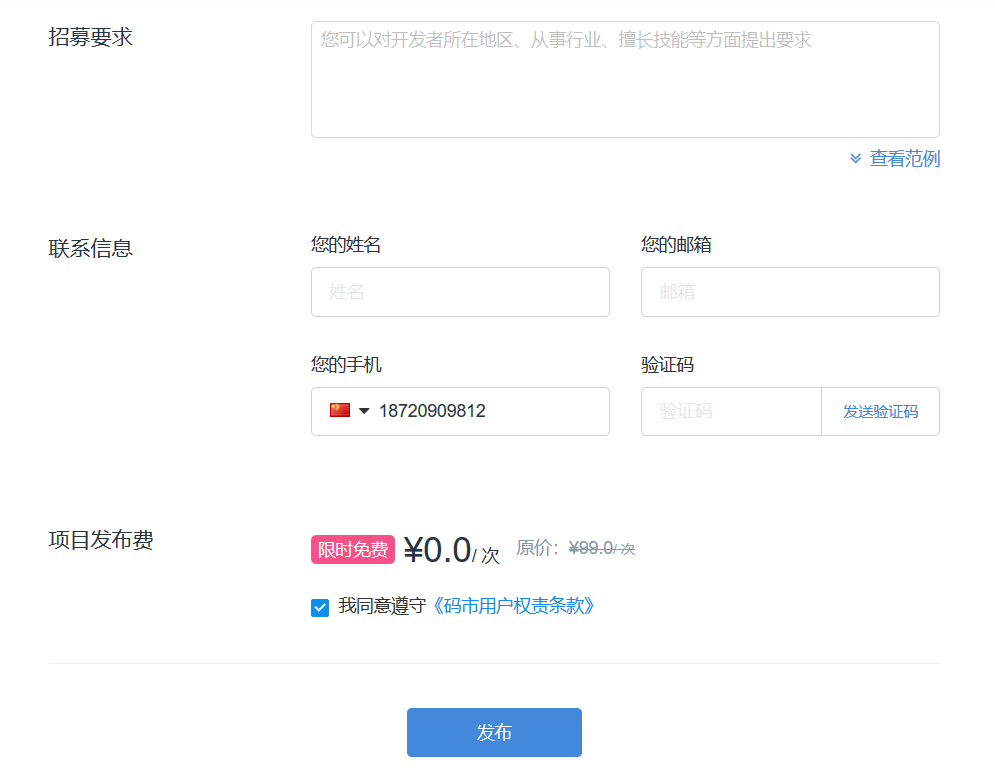 招募要求
您可以对开发者所在地区、从事行业、擅长技能等方面提出要求
查看范例
联系信息
您的姓名
您的邮箱
姓名
邮箱
您的手机
验证码
18720909812
验证码
发送验证码
项目发布费
限时免费 ¥0.0/ 次 原价：¥99.0/ 次
我同意遵守《码市用户权责条款》
发布